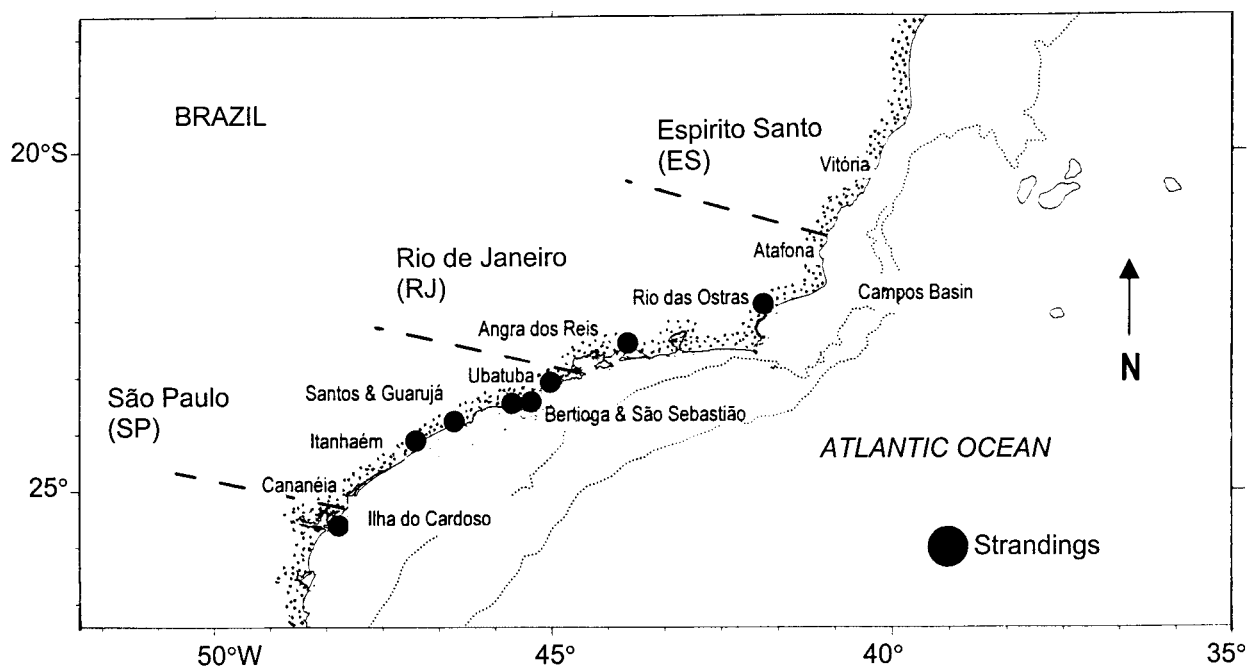 BRAZIL
Espirito Santo
(ES)
20°S
Vitória
Atafona
Rio de Janeiro
(RJ)
Rio das Ostras
Campos Basin
Angra dos Reis
N
Ubatuba
São Paulo
(SP)
Santos & Guarujá
Bertioga & São Sebastião
Itanhaém
ATLANTIC OCEAN
25°
Cananéia
Ilha do Cardoso
Strandings
50°W
45°
40°
35°